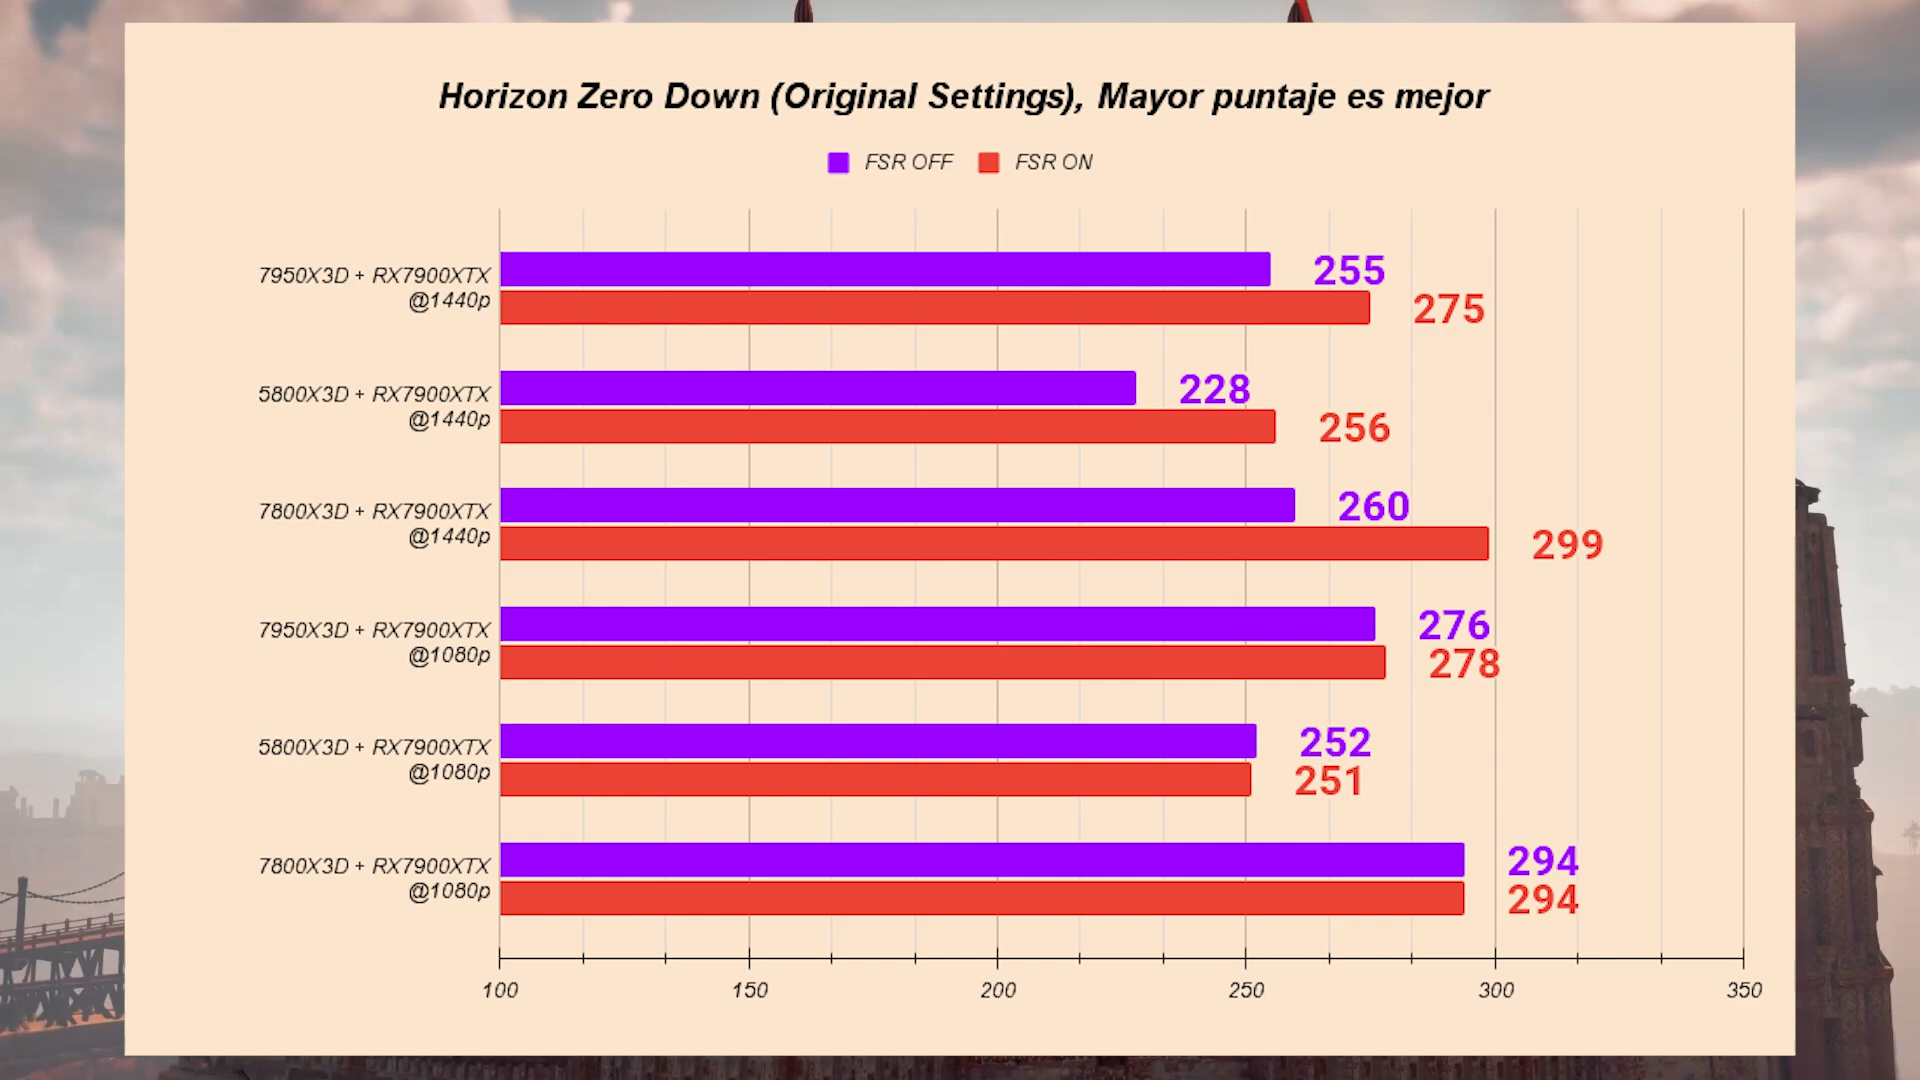 Horizon Zero Down (Original Settings), Mayor puntaje es mejor
FSR OFF FSR ON
7950X3D + RX7900XTX
@1440p
255
275
5800X3D + RX7900XTX
@1440p
228
256
7800X3D + RX7900XTX
@1440p
260
299
7950X3D + RX7900XTX
@1080p
276
278
5800X3D + RX7900XTX
@1080p
252
251
7800X3D + RX7900XTX
@1080p
294
294
100 150 200 250 300 350